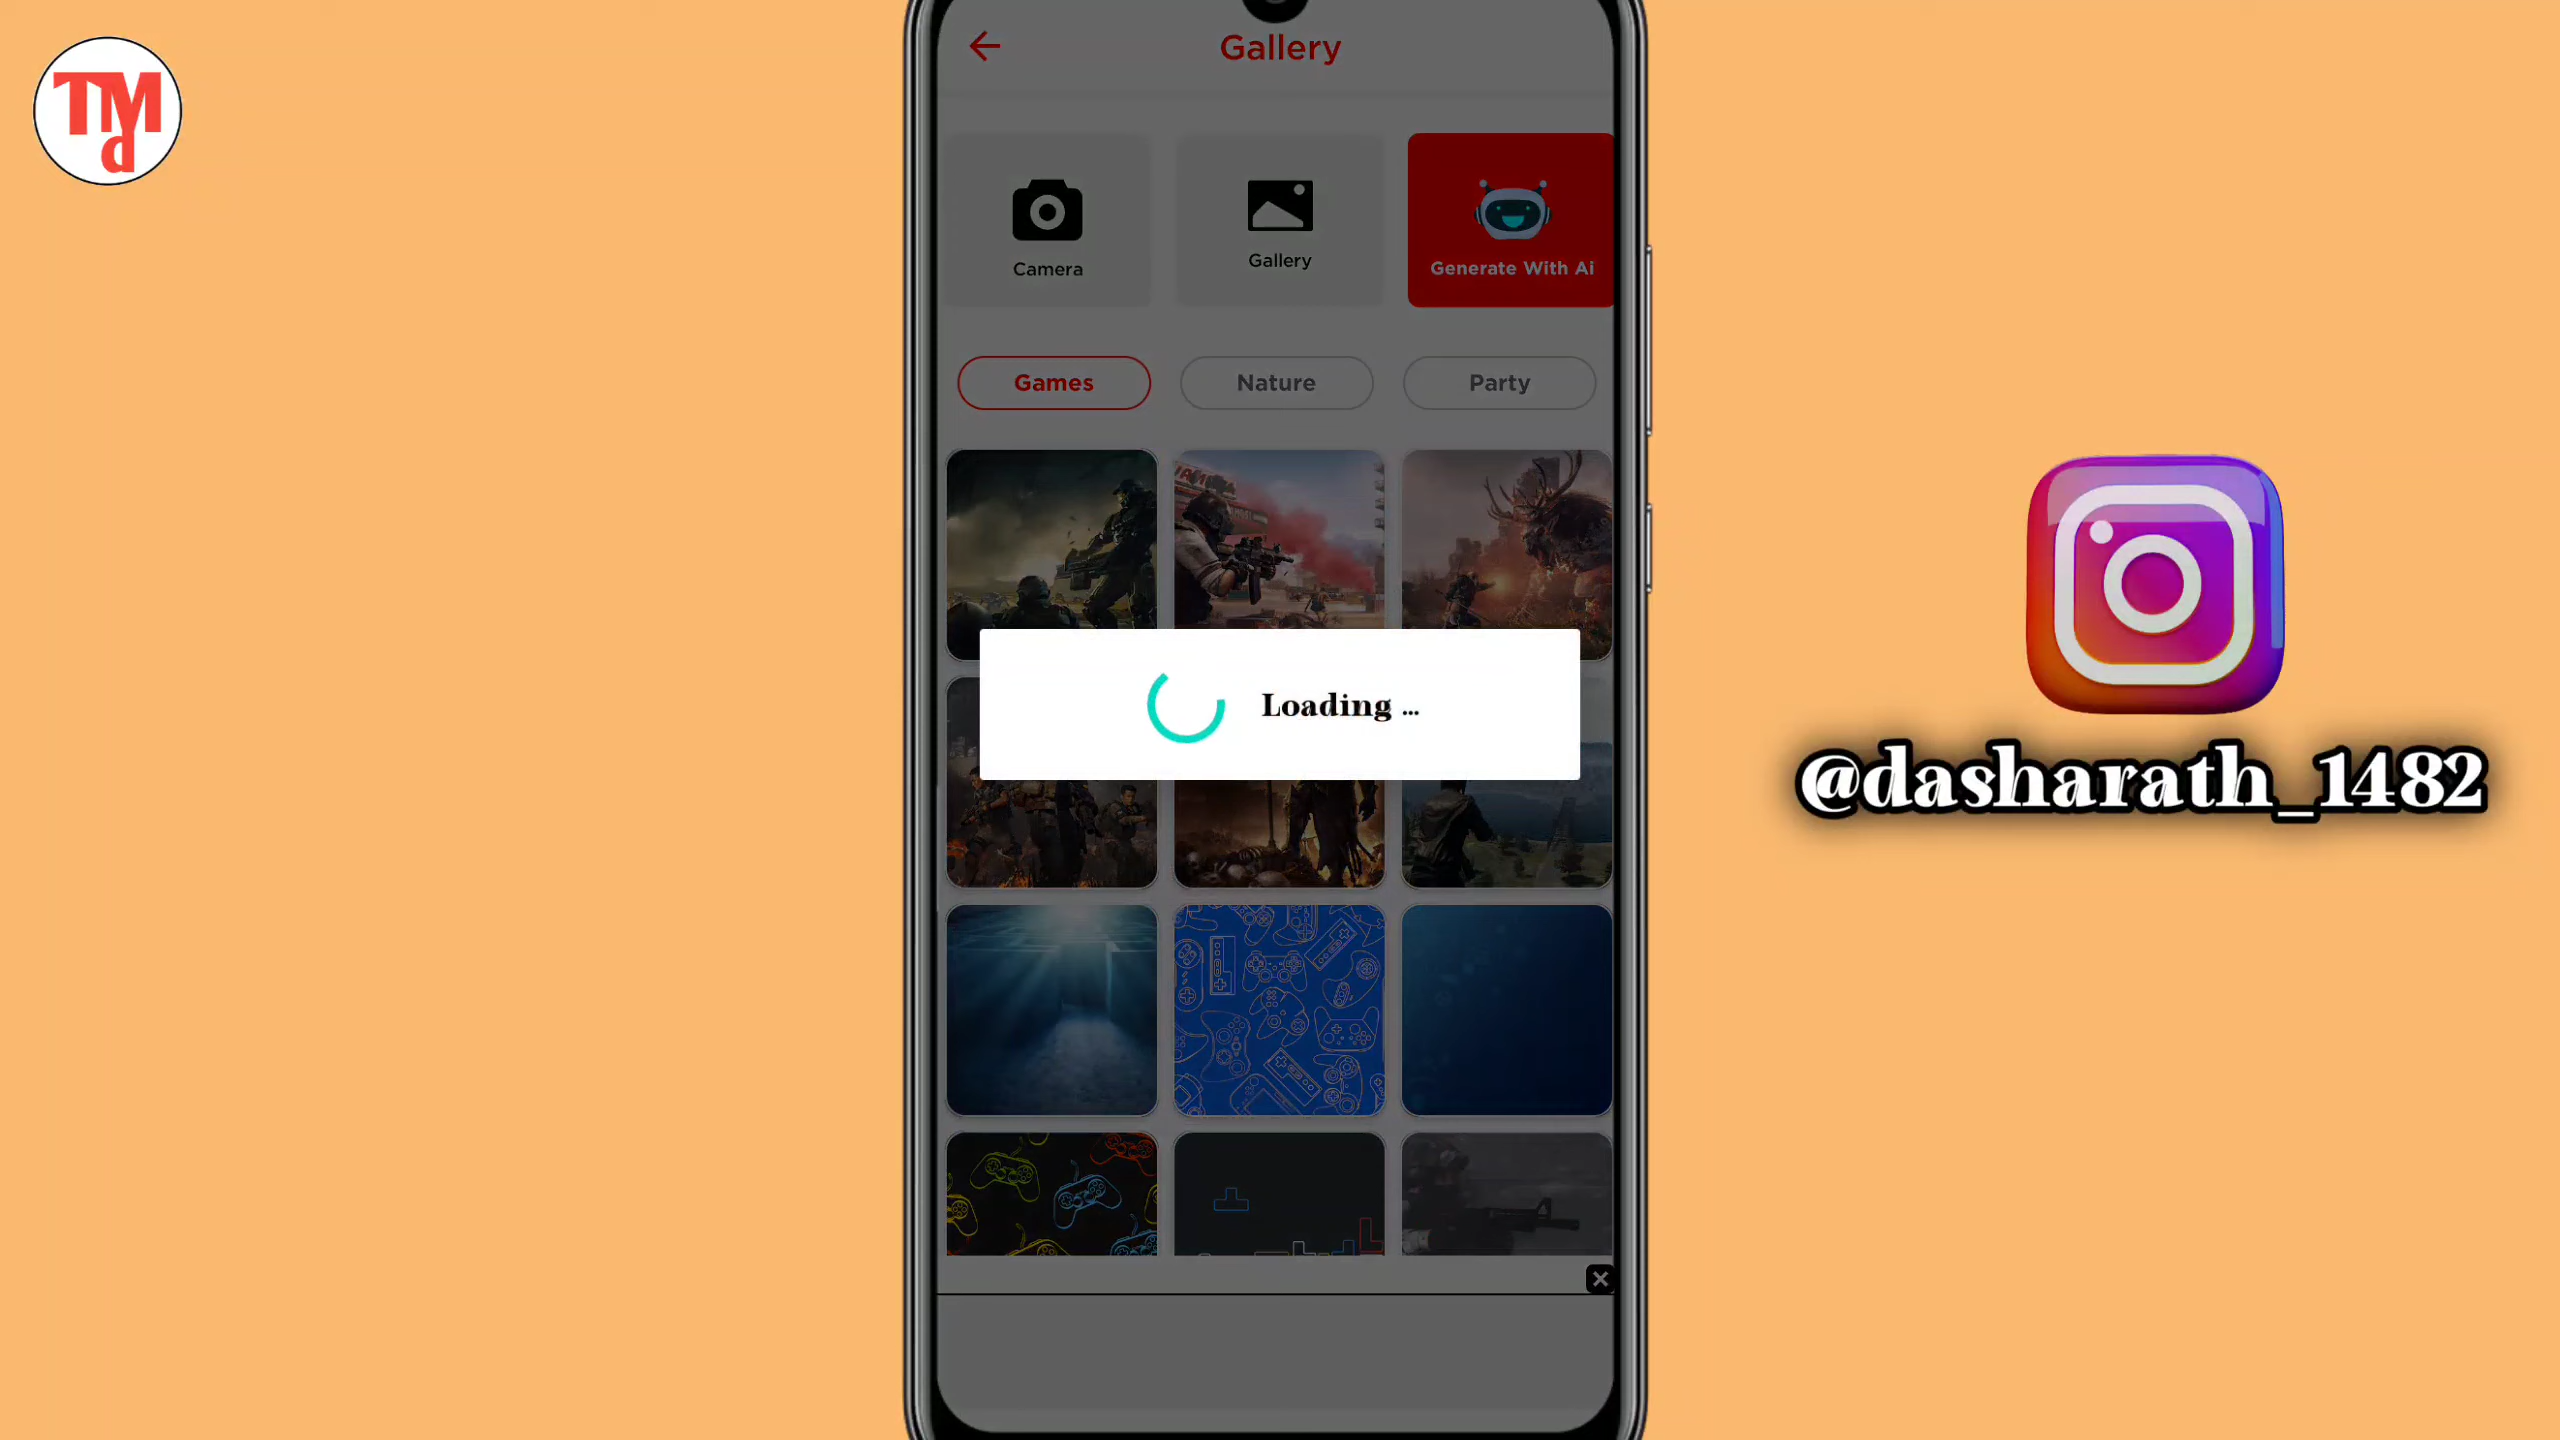 TMd
Gallery
Camera
Gallery
Generate With Ai
Games
Nature
Party
Loading ...
@dasharath_1482